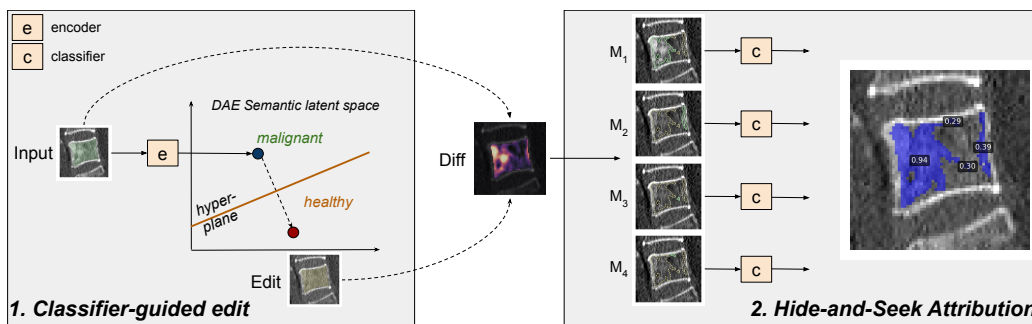 e encoder
c classifier
DAE Semantic latent space
malignant
Input
e
hyper-
plane
healthy
Edit
1. Classifier-guided edit
Diff
M1
c
M2
c
M3
c
M4
c
0.29
0.39
0.94
0.30
2. Hide-and-Seek Attribution